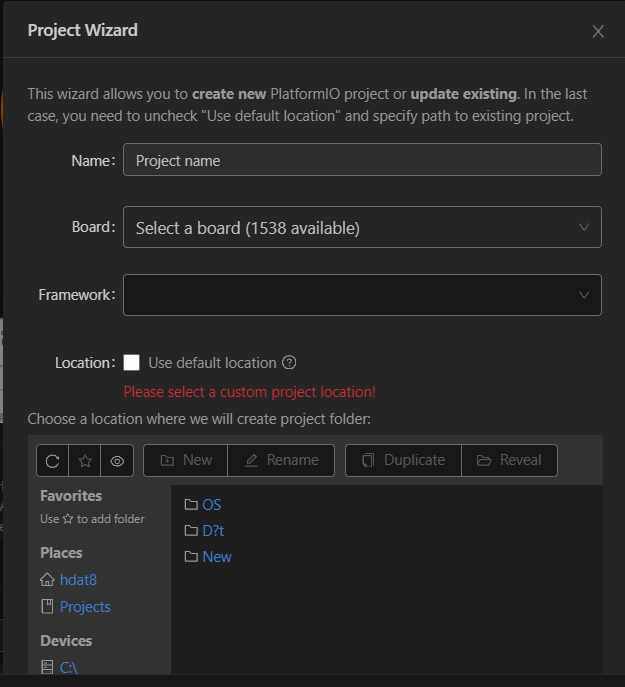 Project Wizard
This wizard allows you to create new PlatformIO project or update existing. In the last
case, you need to uncheck "Use default location" and specify path to existing project.
Name: Project name
Board: Select a board (1538 available)
Framework:
Location: Use default location
Please select a custom project location!
Choose a location where we will create project folder:
New Rename Duplicate Reveal
Favorites
Use ☆ to add folder
Places
hdat8
Projects
Devices
C:\
OS
D?t
New